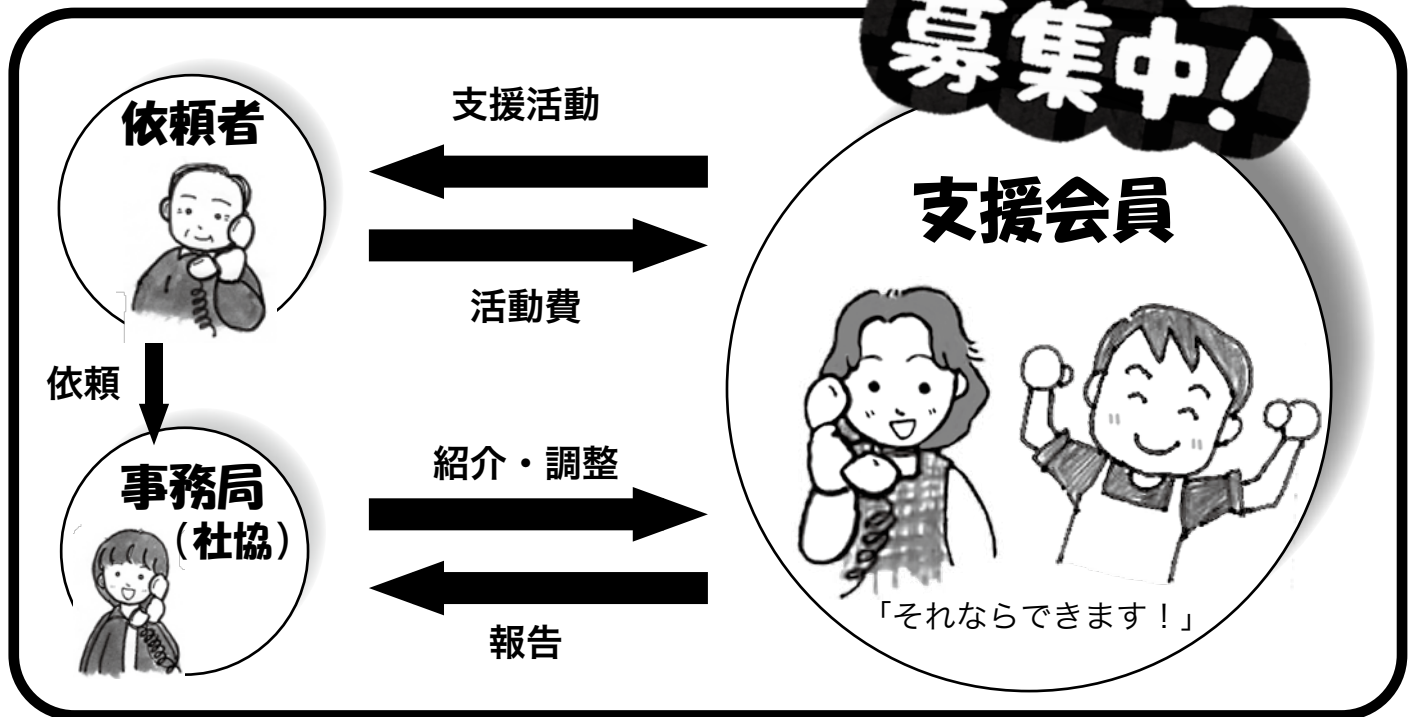 募集中!
依頼者
支援活動
活動費
支援会員
依頼
事務局
（社協）
紹介・調整
報告
「それならできます！」